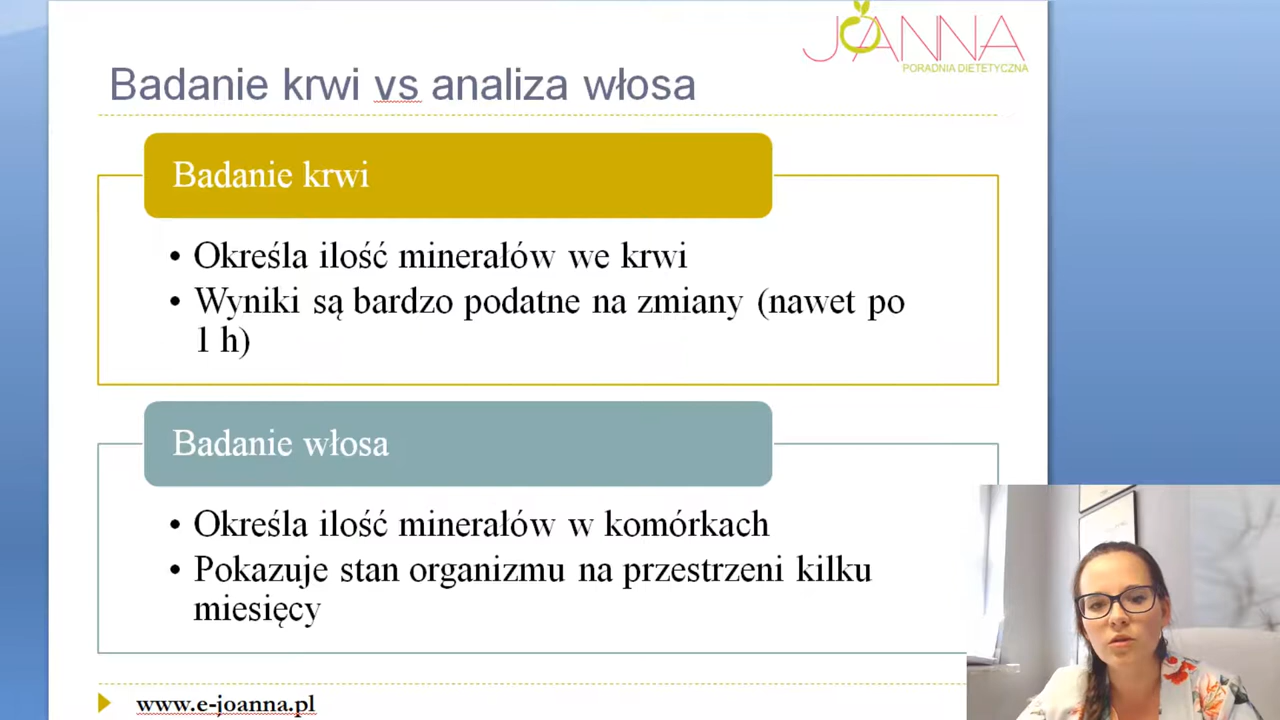 JOANNA
PORADNIA DIETETYCZNA
Badanie krwi vs analiza włosa
Badanie krwi
• Określa ilość minerałów we krwi
• Wyniki są bardzo podatne na zmiany (nawet po
1 h)
Badanie włosa
• Określa ilość minerałów w komórkach
• Pokazuje stan organizmu na przestrzeni kilku
miesięcy
www.e-joanna.pl